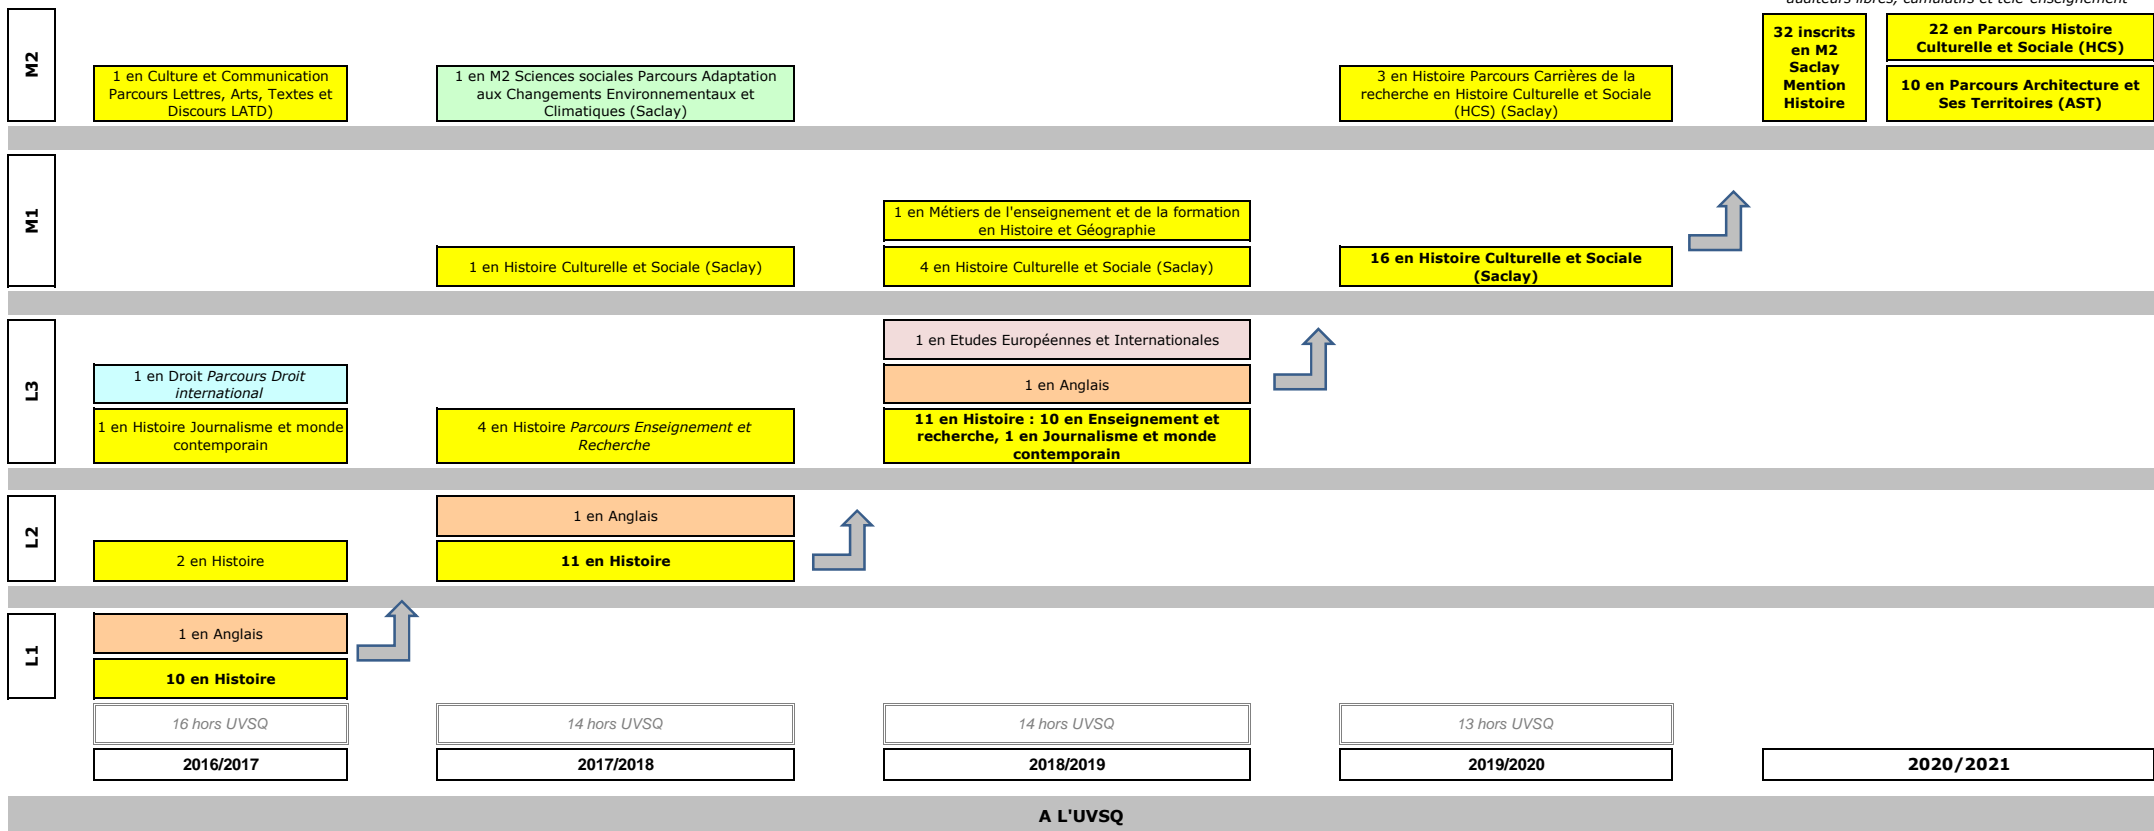 auditeurs libres, cumulatifs et télé-enseignement
M2
1 en Culture et Communication
Parcours Lettres, Arts, Textes et
Discours LATD)
1 en M2 Sciences sociales Parcours Adaptation
aux Changements Environnementaux et
Climatiques (Saclay)
3 en Histoire Parcours Carrières de la
recherche en Histoire Culturelle et Sociale
(HCS) (Saclay)
32 inscrits
en M2
Saclay
Mention
Histoire
22 en Parcours Histoire
Culturelle et Sociale (HCS)
10 en Parcours Architecture et
Ses Territoires (AST)
M1
1 en Histoire Culturelle et Sociale (Saclay)
1 en Métiers de l'enseignement et de la formation
en Histoire et Géographie
4 en Histoire Culturelle et Sociale (Saclay)
16 en Histoire Culturelle et Sociale
(Saclay)
L3
1 en Droit Parcours Droit
international
1 en Histoire Journalisme et monde
contemporain
4 en Histoire Parcours Enseignement et
Recherche
1 en Etudes Européennes et Internationales
1 en Anglais
11 en Histoire : 10 en Enseignement et
recherche, 1 en Journalisme et monde
contemporain
L2
2 en Histoire
1 en Anglais
11 en Histoire
L1
1 en Anglais
10 en Histoire
16 hors UVSQ
14 hors UVSQ
14 hors UVSQ
13 hors UVSQ
2016/2017
2017/2018
2018/2019
2019/2020
2020/2021
A L'UVSQ